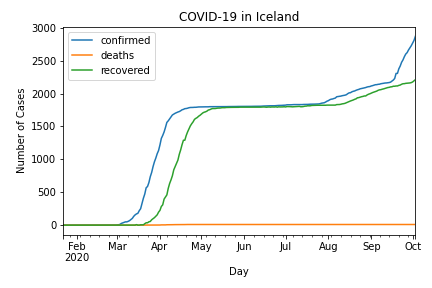 COVID-19 in Iceland
confirmed
deaths
recovered
Number of Cases
3000
2500
2000
1500
1000
500
0
Feb Mar Apr May Jun Jul Aug Sep Oct
2020
Day